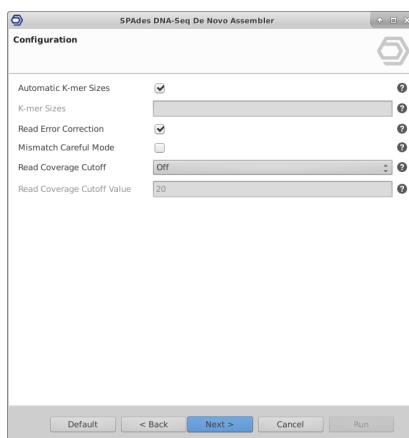 SPAdes DNA-Seq De Novo Assembler
Configuration
Automatic K-mer Sizes
K-mer Sizes
Read Error Correction
Mismatch Careful Mode
Read Coverage Cutoff Off
Read Coverage Cutoff Value 20
Default < Back Next > Cancel Run